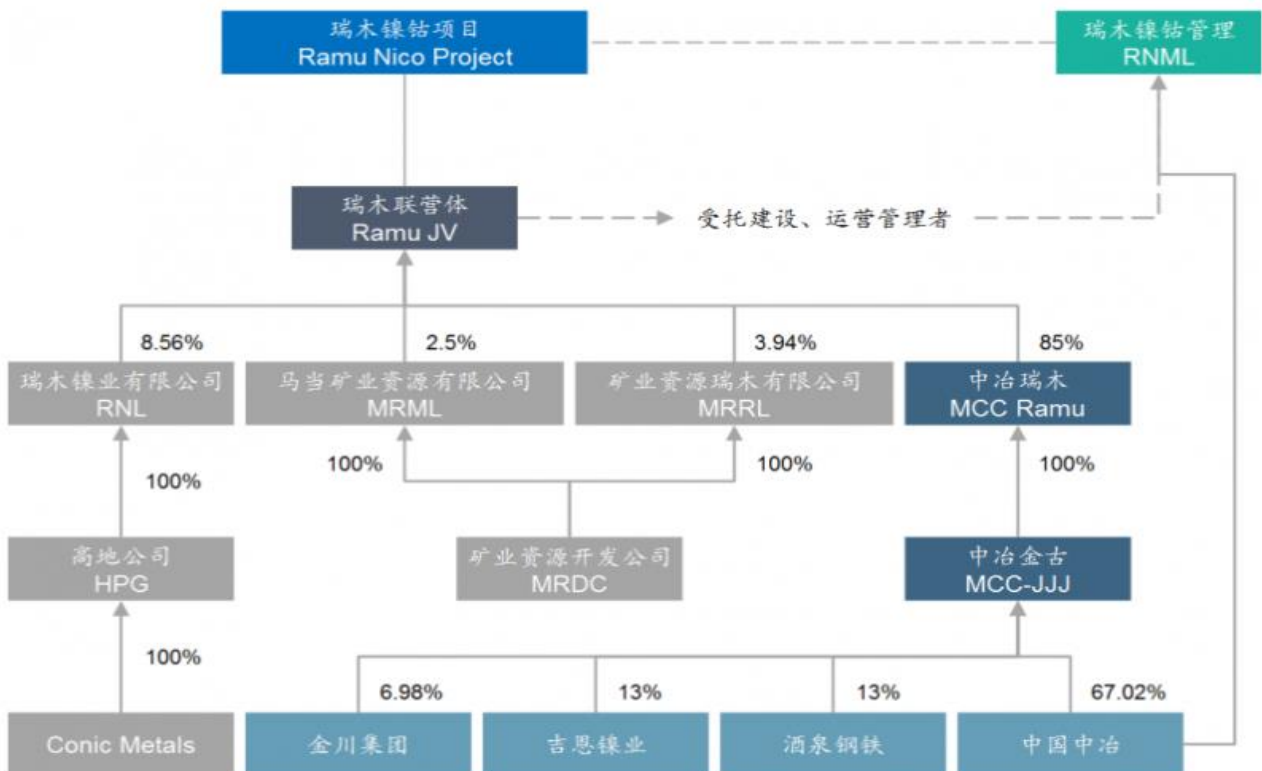 瑞木镍钴项目
Ramu Nico Project
瑞木镍钴管理
RNML
瑞木联营体
Ramu JV
受托建设、运营管理者
8.56%
2.5%
3.94%
85%
瑞木镍业有限公司
RNL
马当矿业资源有限公司
MRML
矿业资源瑞木有限公司
MRRL
中冶瑞木
MCC Ramu
100%
100%
100%
100%
高地公司
HPG
矿业资源开发公司
MRDC
中冶金古
MCC-JJJ
100%
6.98%
13%
13%
67.02%
Conic Metals
金川集团
吉恩镍业
酒泉钢铁
中国中冶